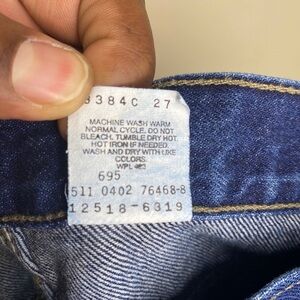 9384C 27
MACHINE WASH WARM
NORMAL CYCLE. DO NOT
BLEACH. TUMBLE DRY HOT.
HOT IRON IF NEEDED.
WASH AND DRY WITH LIKE
COLORS.
WPL 423
695
511 0402 76468-8
12518-6319